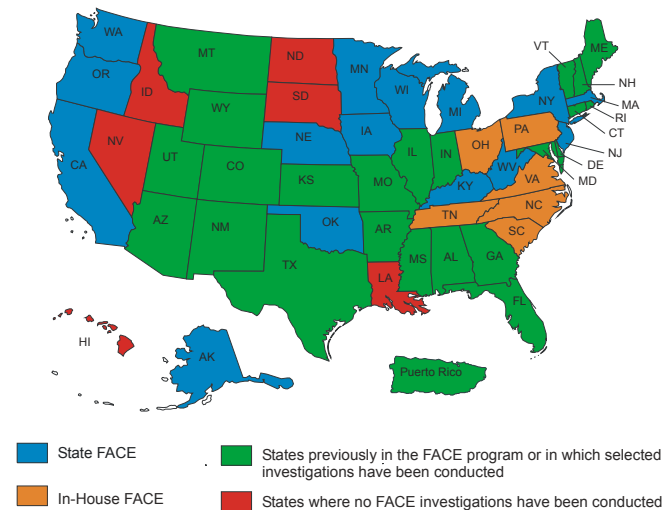 WA
MT
ND
MN
VT
ME
OR
ID
SD
WI
MI
NY
NH
MA
RI
CT
WY
NV
NE
IA
PA
NJ
CA
UT
CO
IL
IN
OH
DE
MD
KS
MO
KY
WV
VA
AZ
NM
OK
AR
TN
NC
SC
TX
LA
MS
AL
GA
FL
HI
AK
Puerto Rico
State FACE
States previously in the FACE program or in which selected
investigations have been conducted
In-House FACE
States where no FACE investigations have been conducted